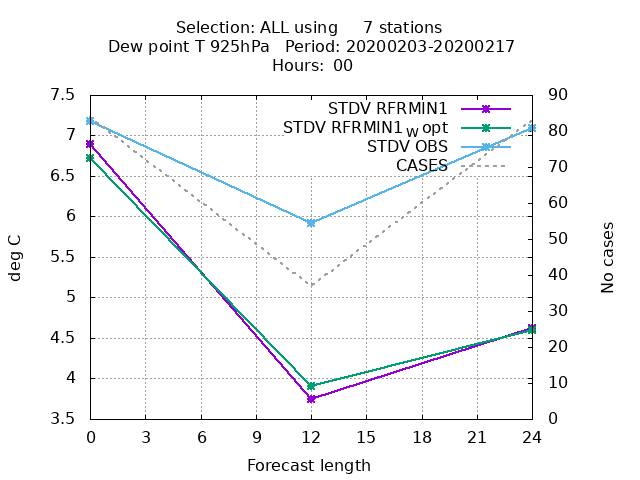 Selection: ALL using 7 stations
Dew point T 925hPa Period: 20200203-20200217
Hours: 00
STDV RFRMIN1
STDV RFRMIN1wopt
STDV OBS
CASES
deg C
7.5
7
6.5
6
5.5
5
4.5
4
3.5
90
80
70
60
50
40
30
20
10
0
No cases
0 3 6 9 12 15 18 21 24
Forecast length